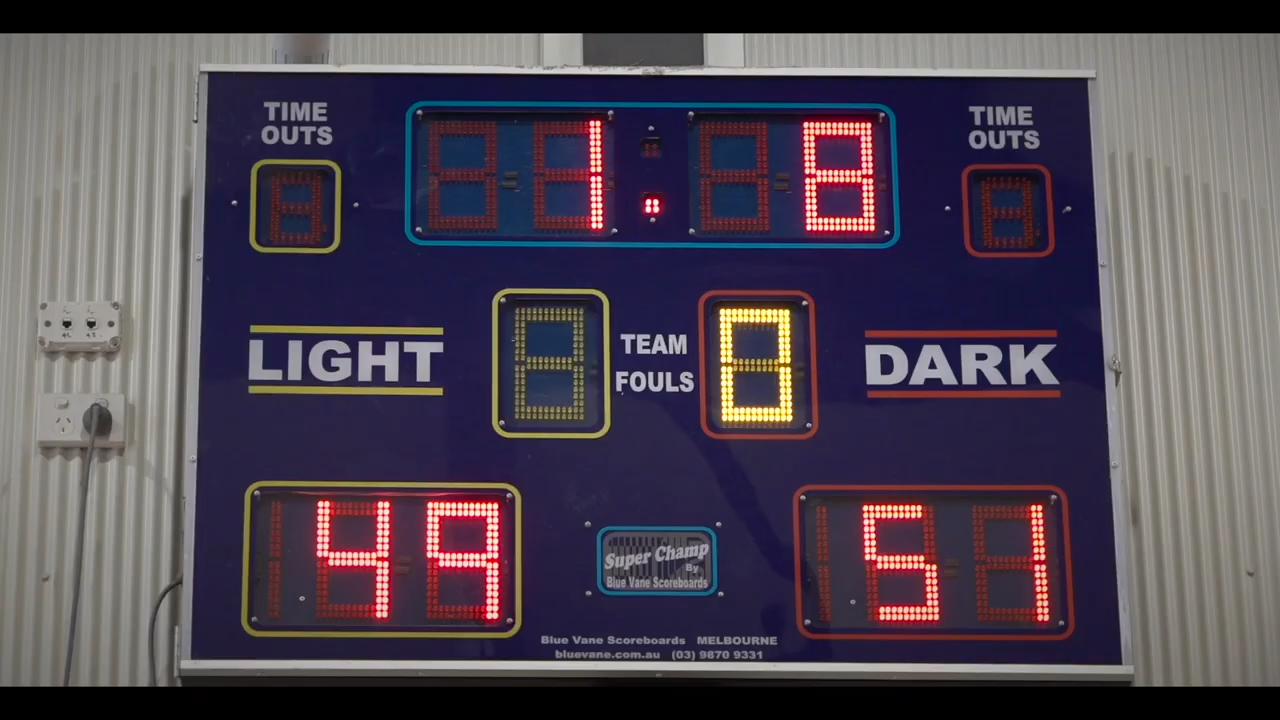 TIME
OUTS
1.8
TIME
OUTS
LIGHT
TEAM
FOULS
0
DARK
49
51
Super Champ
By
Blue Vane Scoreboards
Blue Vane Scoreboards MELBOURNE
bluevane.com.au (03) 9870 9331